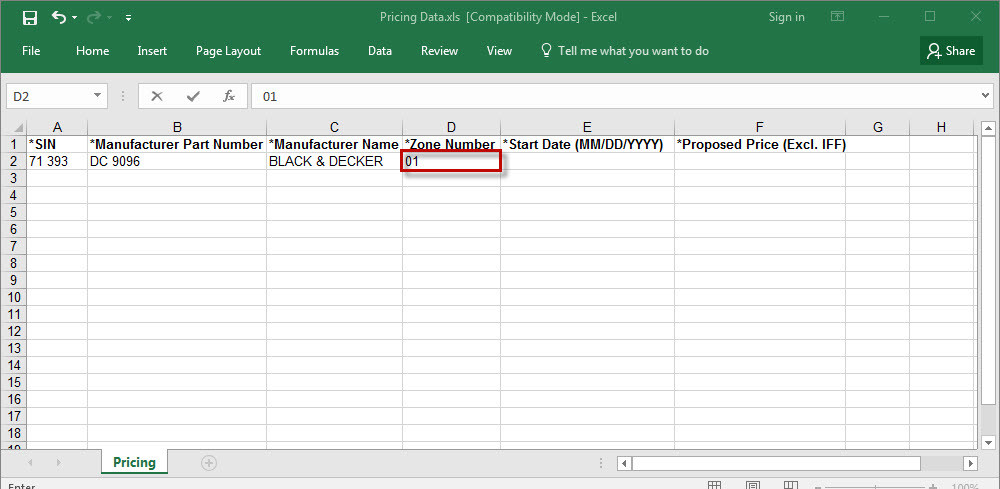 Pricing Data.xls [Compatibility Mode] - Excel Sign in
File Home Insert Page Layout Formulas Data Review View Tell me what you want to do Share
D2 fx 01
A B C D E F G H
1 *SIN *Manufacturer Part Number *Manufacturer Name *Zone Number *Start Date (MM/DD/YYYY) *Proposed Price (Excl. IFF)
2 71 393 DC 9096 BLACK & DECKER 01
3
4
5
6
7
8
9
10
11
12
13
14
15
16
17
18
19
Pricing
Enter 100%